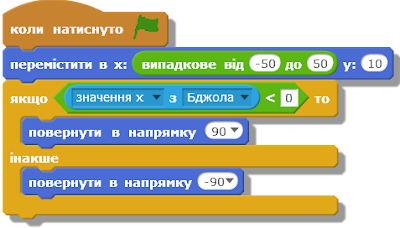 коли натиснуто
перемістити в x: випадкове від -50 до 50 y: 10
якщо значення x з Бджола < 0 то
повернути в напрямку 90
інакше
повернути в напрямку -90